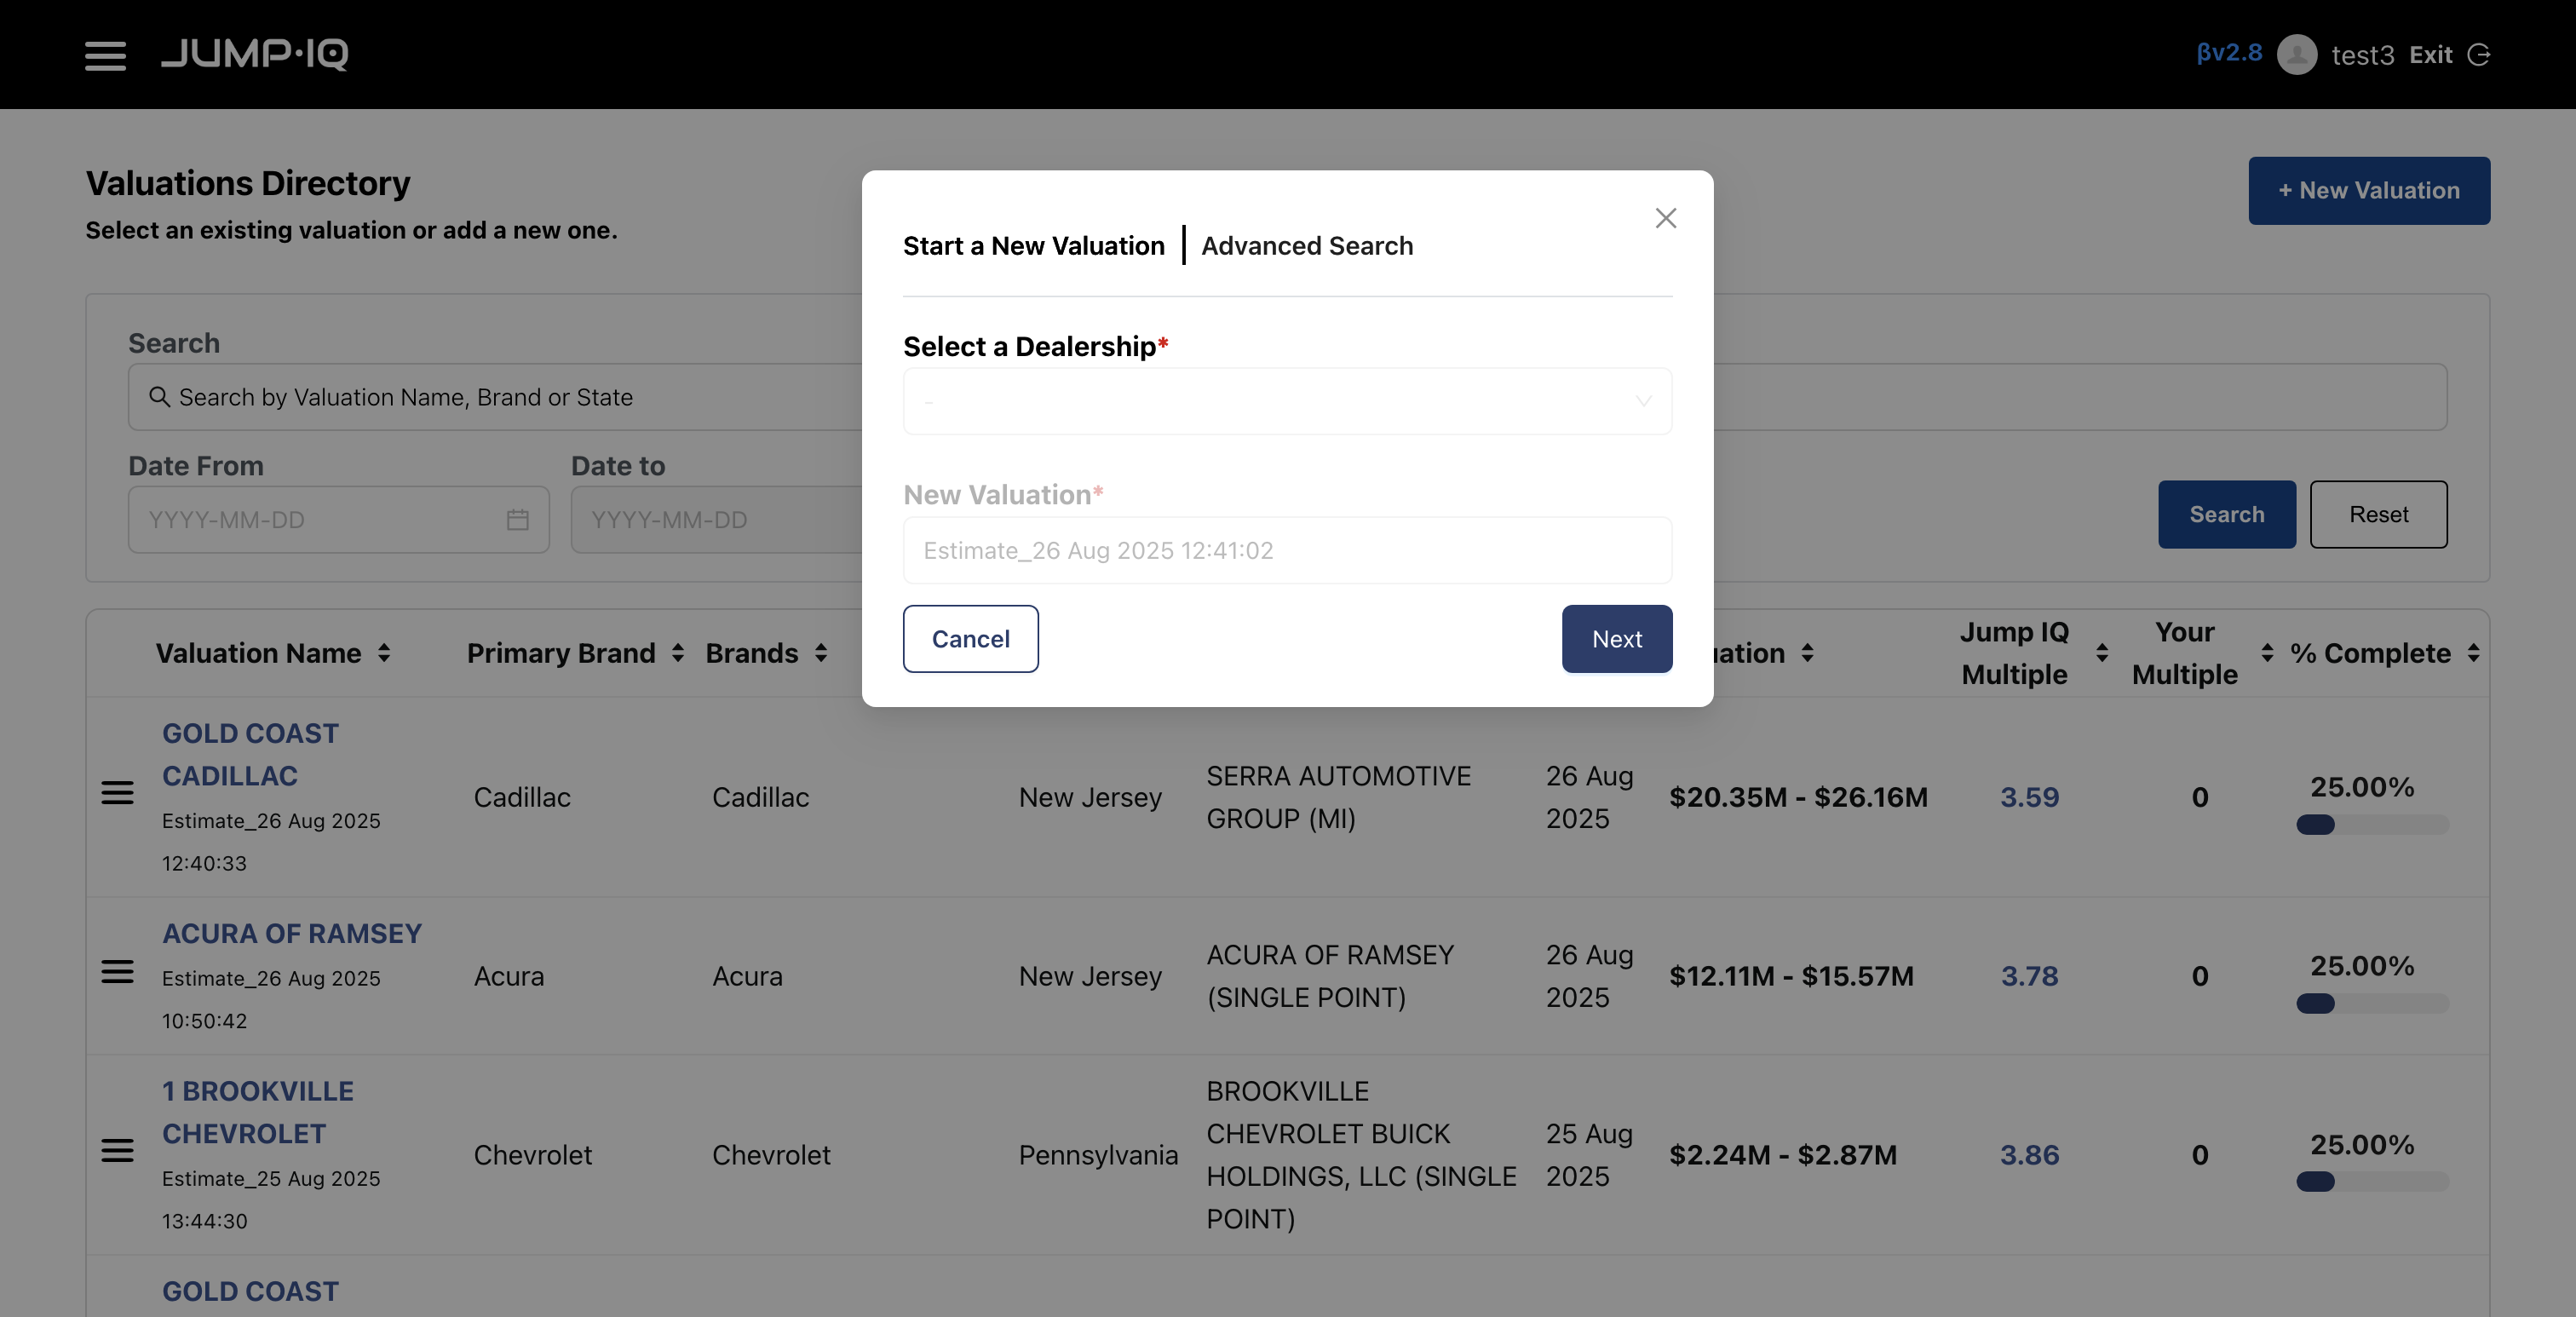 JUMP·IQ
βv2.8 test3 Exit
Valuations Directory
Select an existing valuation or add a new one.
+ New Valuation
Start a New Valuation | Advanced Search
Select a Dealership*
-
New Valuation*
Estimate_26 Aug 2025 12:41:02
Cancel
Next
Search
Search by Valuation Name, Brand or State
Date From
Date to
YYYY-MM-DD
YYYY-MM-DD
Search
Reset
Valuation Name
Primary Brand
Brands
Jump IQ
Multiple
Your
Multiple
% Complete
GOLD COAST
CADILLAC
Estimate_26 Aug 2025
12:40:33
Cadillac
Cadillac
New Jersey
SERRA AUTOMOTIVE
GROUP (MI)
26 Aug
2025
$20.35M - $26.16M
3.59
0
25.00%
ACURA OF RAMSEY
Estimate_26 Aug 2025
10:50:42
Acura
Acura
New Jersey
ACURA OF RAMSEY
(SINGLE POINT)
26 Aug
2025
$12.11M - $15.57M
3.78
0
25.00%
1 BROOKVILLE
CHEVROLET
Estimate_25 Aug 2025
13:44:30
Chevrolet
Chevrolet
Pennsylvania
BROOKVILLE
CHEVROLET BUICK
HOLDINGS, LLC (SINGLE
POINT)
25 Aug
2025
$2.24M - $2.87M
3.86
0
25.00%
GOLD COAST